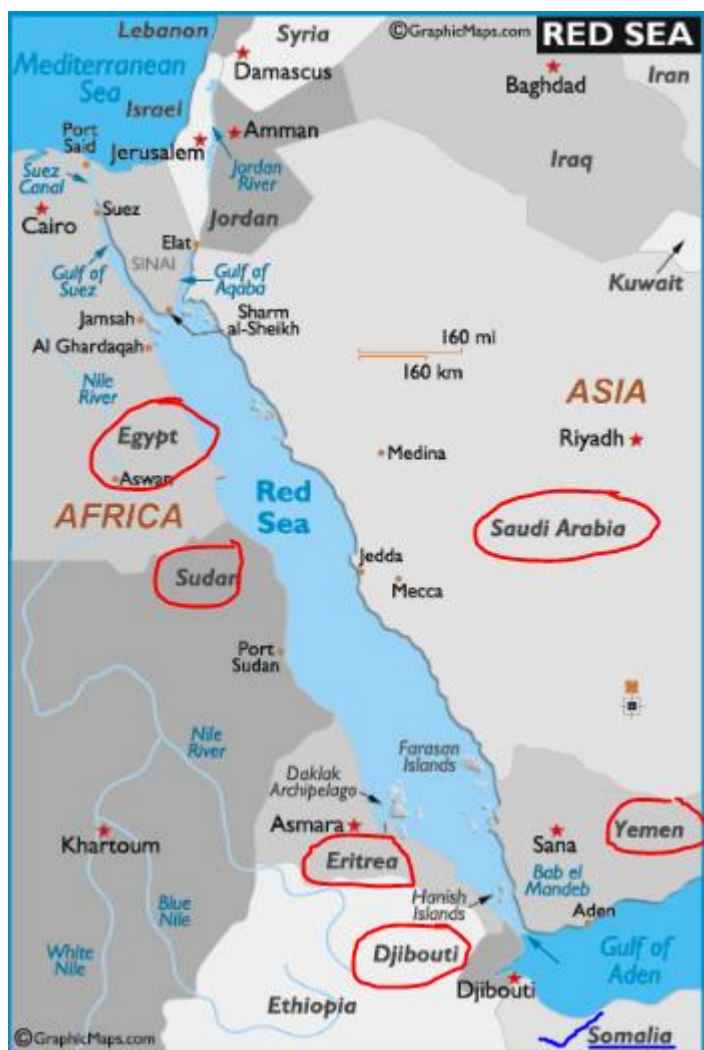 Lebanon
Syria
©GraphicMaps.com
RED SEA
Mediterranean
Sea
Damascus
Baghdad
Iran
Israel
Port
Said
Jerusalem
Amman
Iraq
Suez
Canal
Jordan
River
Cairo
Suez
Jordan
Elat
SINAI
Gulf of
Suez
Gulf of
Aqaba
Kuwait
Jamsah
Sharm
al-Sheikh
Al Ghardaqah
160 mi
160 km
Nile
River
ASIA
Egypt
Medina
Riyadh
Aswan
Red
Sea
AFRICA
Saudi Arabia
Sudan
Jedda
Mecca
Port
Sudan
Nile
River
Farasan
Islands
Daklak
Archipelago
Asmara
Khartoum
Sana
Yemen
Eritrea
Bab el
Mandeb
Hanish
Islands
Blue
Nile
Aden
White
Nile
Djibouti
Gulf of
Aden
Djibouti
Ethiopia
©GraphicMaps.com
Somalia